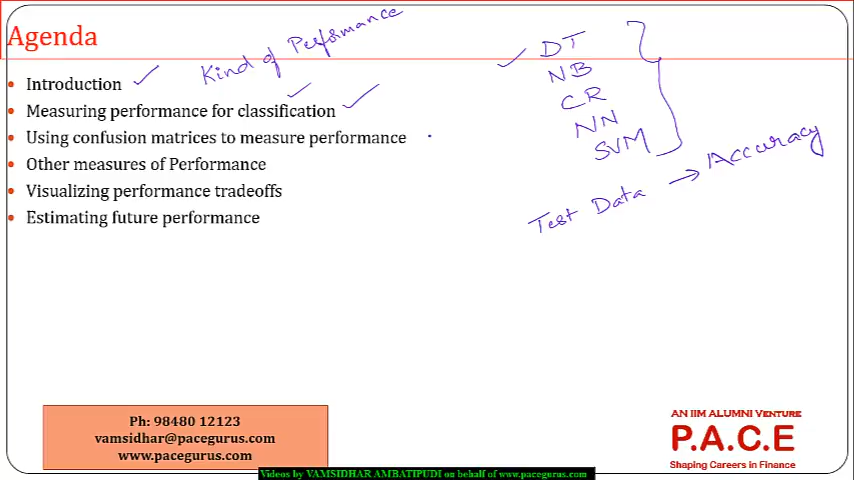 Agenda
Kind of Performance
Introduction
Measuring performance for classification
Using confusion matrices to measure performance
Other measures of Performance
Visualizing performance tradeoffs
Estimating future performance
DT
NB
CR
NN
SVM
Test Data → Accuracy
Ph: 98480 12123
vamsidhar@pacegurus.com
www.pacegurus.com
AN IIM ALUMNI VENTURE
P.A.C.E
Shaping Careers in Finance
Videos by VAMSIDHAR AMBATIPUDI on behalf of www.pacegurus.com